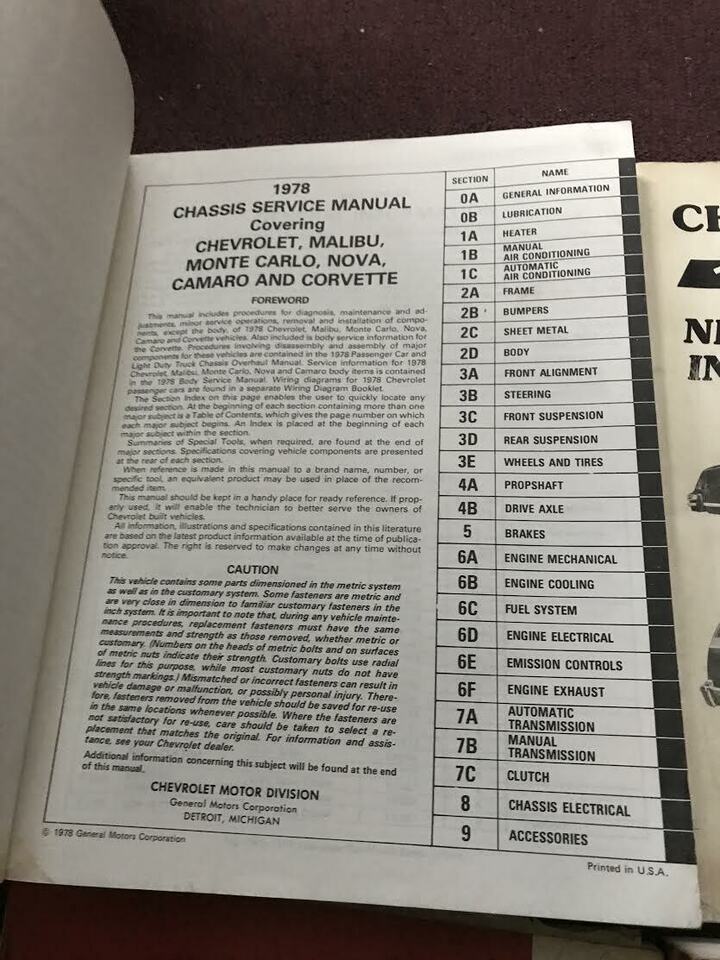 1978
CHASSIS SERVICE MANUAL
Covering
CHEVROLET, MALIBU,
MONTE CARLO, NOVA,
CAMARO AND CORVETTE
FOREWORD
This manual includes procedures for diagnosis, maintenance and ad-
justments, minor service operations, removal and installation of compo-
nents, except the body, of 1978 Chevrolet, Malibu, Monte Carlo, Nova,
Camaro and Corvette vehicles. Also included is body service information for
the Corvette. Procedures involving disassembly and assembly of major
components for these vehicles are contained in the 1978 Passenger Car and
Light Duty Truck Chassis Overhaul Manual. Service information for 1978
Chevrolet, Malibu, Monte Carlo, Nova and Camaro body items is contained
in the 1978 Body Service Manual. Wiring diagrams for 1978 Chevrolet
passenger cars are found in a separate Wiring Diagram Booklet.
The Section Index on this page enables the user to quickly locate any
desired section. At the beginning of each section containing more than one
major subject is a Table of Contents, which gives the page number on which
each major subject begins. An Index is placed at the beginning of each
major subject within the section.
Summaries of Special Tools, when required, are found at the end of
major sections. Specifications covering vehicle components are presented
at the rear of each section.
When reference is made in this manual to a brand name, number, or
specific tool, an equivalent product may be used in place of the recom-
mended item.
This manual should be kept in a handy place for ready reference. If prop-
erly used, it will enable the technician to better serve the owners of
Chevrolet built vehicles.
All information, illustrations and specifications contained in this literature
are based on the latest product information available at the time of publica-
tion approval. The right is reserved to make changes at any time without
notice.
CAUTION
This vehicle contains some parts dimensioned in the metric system
as well as in the customary system. Some fasteners are metric and
are very close in dimension to familiar customary fasteners in the
inch system. It is important to note that, during any vehicle mainte-
nance procedures, replacement fasteners must have the same
measurements and strength as those removed, whether metric or
customary. (Numbers on the heads of metric bolts and on surfaces
of metric nuts indicate their strength. Customary bolts use radial
lines for this purpose, while most customary nuts do not have
strength markings.) Mismatched or incorrect fasteners can result in
vehicle damage or malfunction, or possibly personal injury. There-
fore, fasteners removed from the vehicle should be saved for re-use
in the same locations whenever possible. Where the fasteners are
not satisfactory for re-use, care should be taken to select a re-
placement that matches the original. For information and assis-
tance, see your Chevrolet dealer.
Additional information concerning this subject will be found at the end
of this manual.
CHEVROLET MOTOR DIVISION
General Motors Corporation
DETROIT, MICHIGAN
© 1978 General Motors Corporation
SECTION NAME
0A GENERAL INFORMATION
0B LUBRICATION
1A HEATER
1B MANUAL
AIR CONDITIONING
1C AUTOMATIC
AIR CONDITIONING
2A FRAME
2B BUMPERS
2C SHEET METAL
2D BODY
3A FRONT ALIGNMENT
3B STEERING
3C FRONT SUSPENSION
3D REAR SUSPENSION
3E WHEELS AND TIRES
4A PROPSHAFT
4B DRIVE AXLE
5 BRAKES
6A ENGINE MECHANICAL
6B ENGINE COOLING
6C FUEL SYSTEM
6D ENGINE ELECTRICAL
6E EMISSION CONTROLS
6F ENGINE EXHAUST
7A AUTOMATIC
TRANSMISSION
7B MANUAL
TRANSMISSION
7C CLUTCH
8 CHASSIS ELECTRICAL
9 ACCESSORIES
Printed in U.S.A.